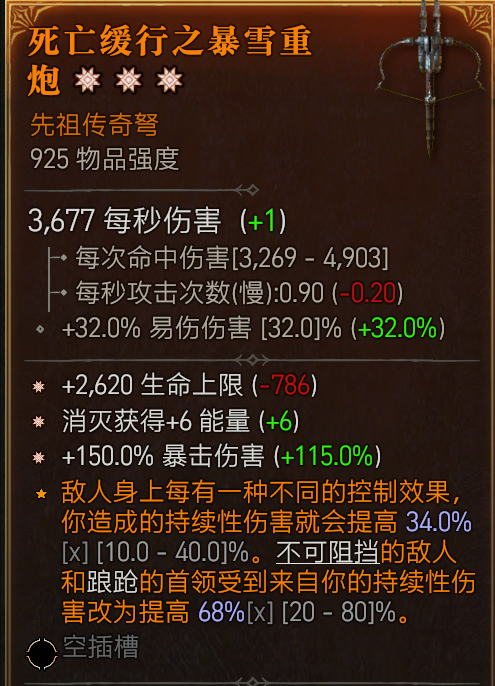 死亡缓行之暴雪重
炮
先祖传奇弩
925 物品强度
3,677 每秒伤害 (+1)
每次命中伤害[3,269 - 4,903]
每秒攻击次数(慢):0.90 (-0.20)
+32.0% 易伤伤害 [32.0]% (+32.0%)
+2,620 生命上限 (-786)
消灭获得+6 能量 (+6)
+150.0% 暴击伤害 (+115.0%)
敌人身上每有一种不同的控制效果，
你造成的持续性伤害就会提高 34.0%
[x] [10.0 - 40.0]%。不可阻挡的敌人
和踉跄的首领受到来自你的持续性伤
害改为提高 68%[x] [20 - 80]%。
空插槽